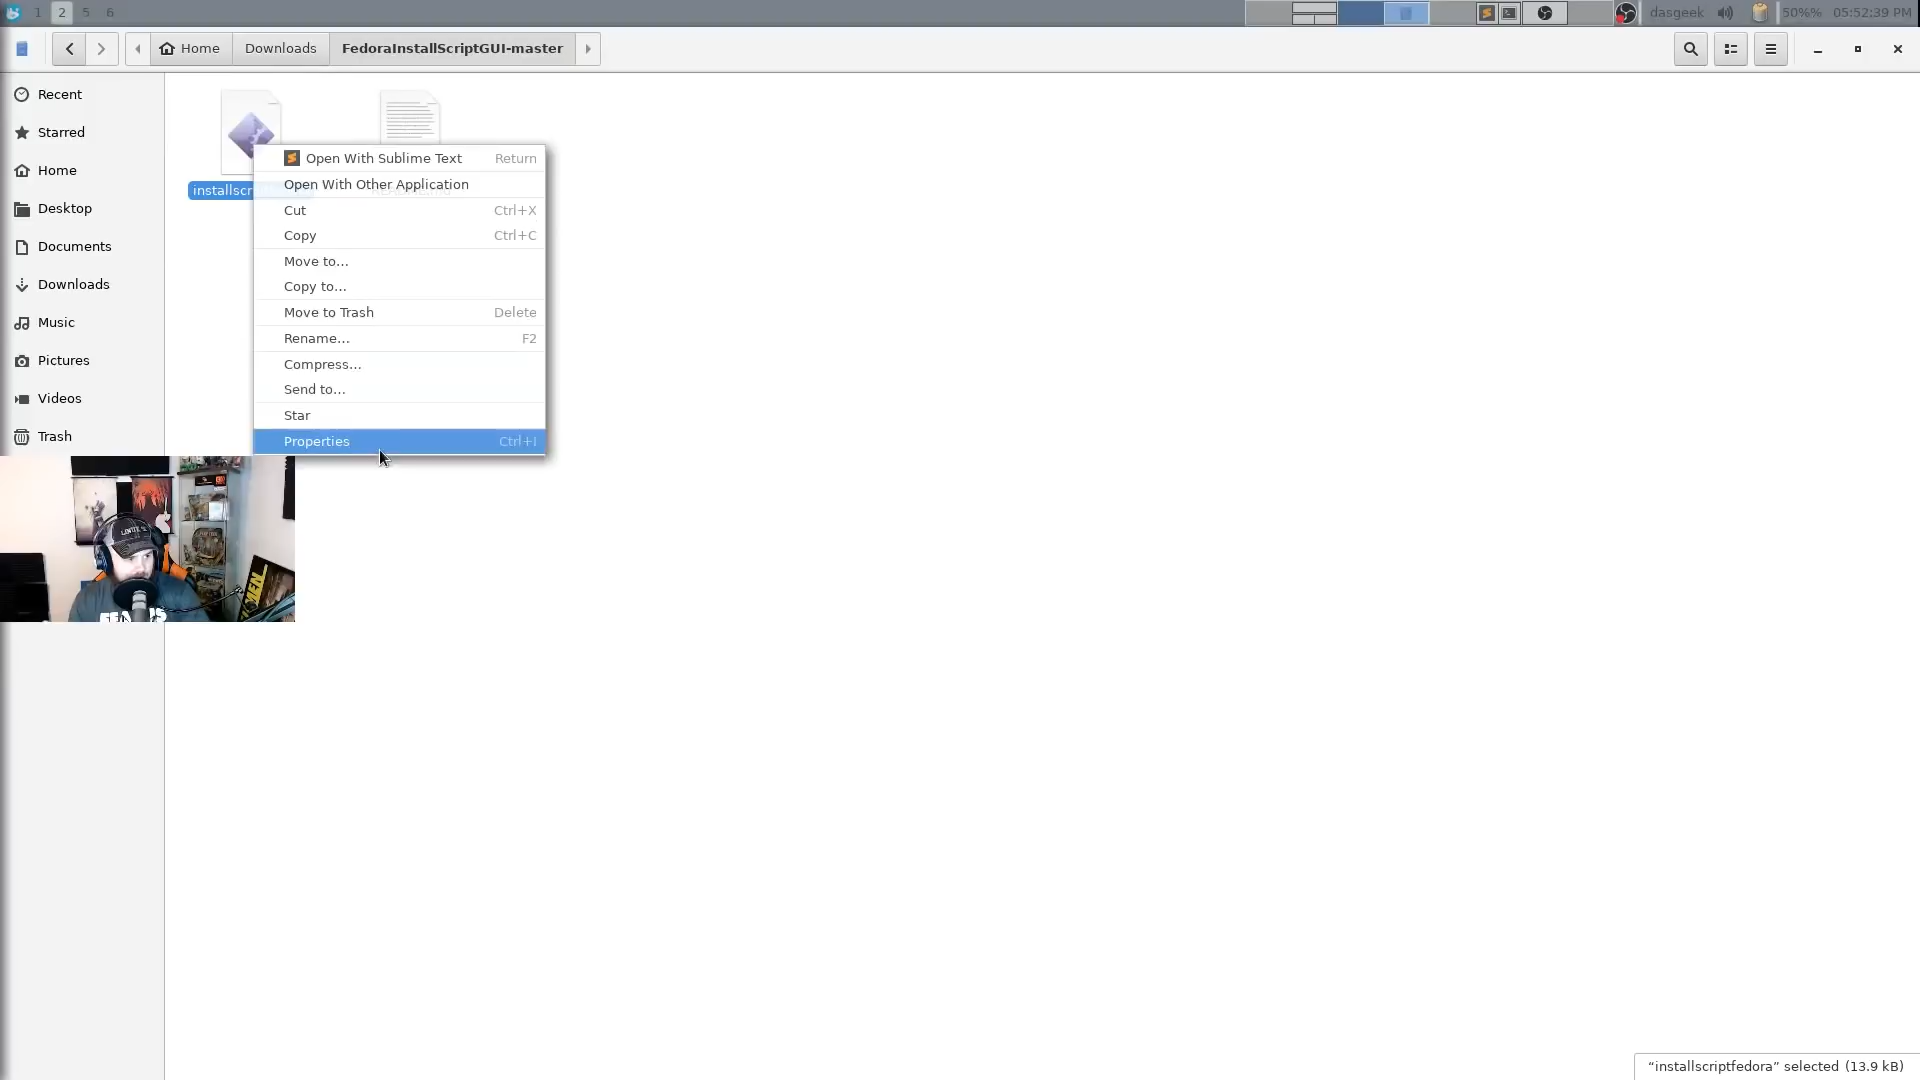 1 2 5 6
dasgeek 50%% 05:52:39 PM
Home Downloads FedoraInstallScriptGUI-master
Recent
Starred
Home
Desktop
Documents
Downloads
Music
Pictures
Videos
Trash
installscr
Open With Sublime Text Return
Open With Other Application
Cut Ctrl+X
Copy Ctrl+C
Move to…
Copy to…
Move to Trash Delete
Rename… F2
Compress…
Send to…
Star
Properties Ctrl+I
“installscriptfedora” selected (13.9 kB)